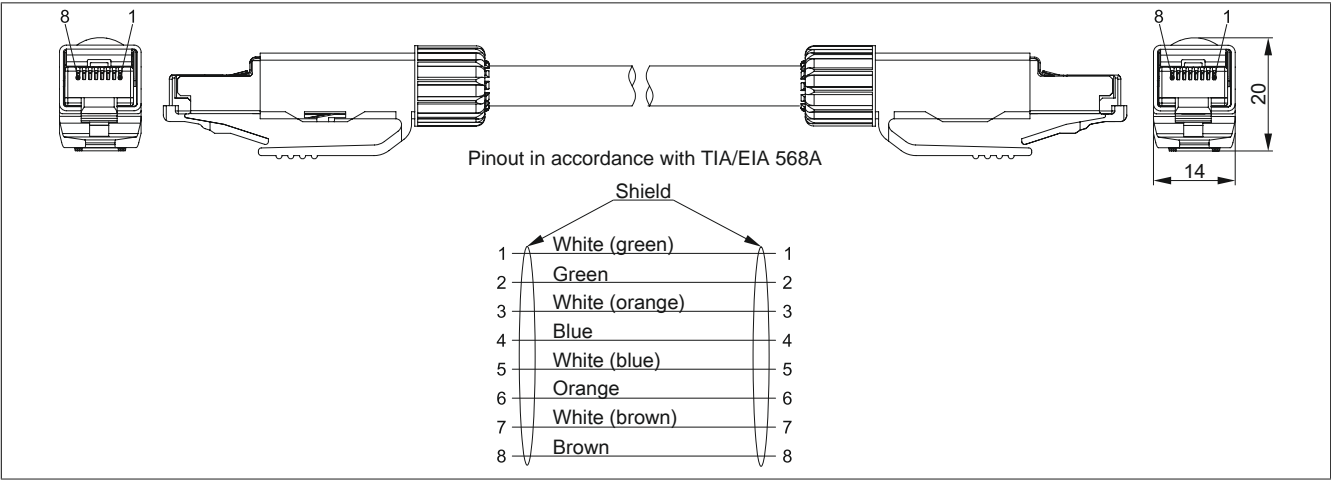 8 1 8 1
20
14
Pinout in accordance with TIA/EIA 568A
Shield
1 White (green) 1
2 Green 2
3 White (orange) 3
4 Blue 4
5 White (blue) 5
6 Orange 6
7 White (brown) 7
8 Brown 8